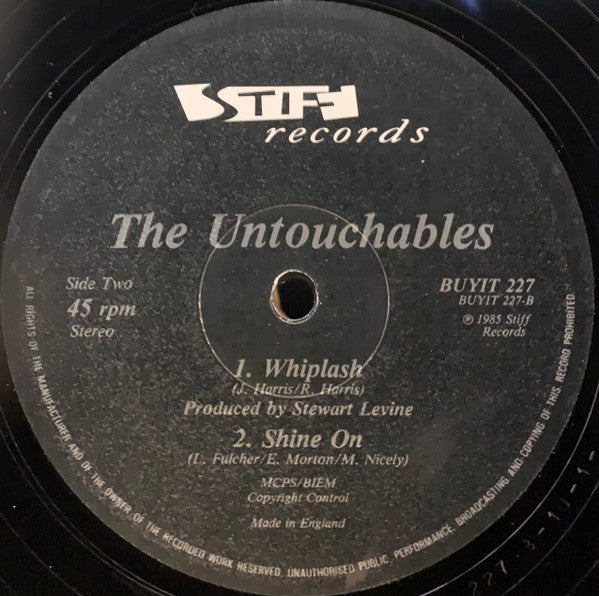 STIFF
records
The Untouchables
Side Two
45 rpm
Stereo
BUYIT 227
BUYIT 227-B
℗ 1985 Stiff
Records
1. Whiplash
(J. Harris/R. Harris)
Produced by Stewart Levine
2. Shine On
(L. Fulcher/E. Morton/M. Nicely)
MCPS/BIEM
Copyright Control
Made in England
ALL RIGHTS OF THE MANUFACTURER AND OF THE OWNER OF THE RECORDED WORK RESERVED. UNAUTHORISED PUBLIC PERFORMANCE, BROADCASTING AND COPYING OF THIS RECORD PROHIBITED.